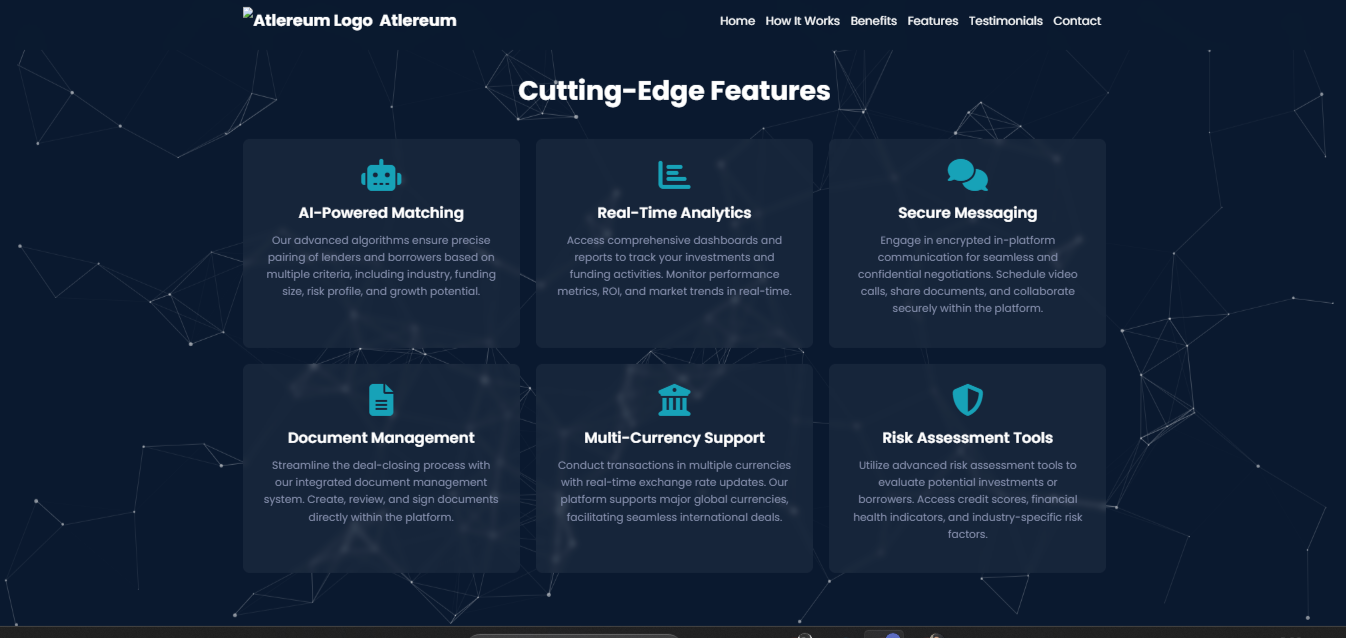 Atlereum Logo Atlereum
Home How It Works Benefits Features Testimonials Contact
Cutting-Edge Features
AI-Powered Matching
Our advanced algorithms ensure precise
pairing of lenders and borrowers based on
multiple criteria, including industry, funding
size, risk profile, and growth potential.
Real-Time Analytics
Access comprehensive dashboards and
reports to track your investments and
funding activities. Monitor performance
metrics, ROI, and market trends in real-time.
Secure Messaging
Engage in encrypted in-platform
communication for seamless and
confidential negotiations. Schedule video
calls, share documents, and collaborate
securely within the platform.
Document Management
Streamline the deal-closing process with
our integrated document management
system. Create, review, and sign documents
directly within the platform.
Multi-Currency Support
Conduct transactions in multiple currencies
with real-time exchange rate updates. Our
platform supports major global currencies,
facilitating seamless international deals.
Risk Assessment Tools
Utilize advanced risk assessment tools to
evaluate potential investments or
borrowers. Access credit scores, financial
health indicators, and industry-specific risk
factors.